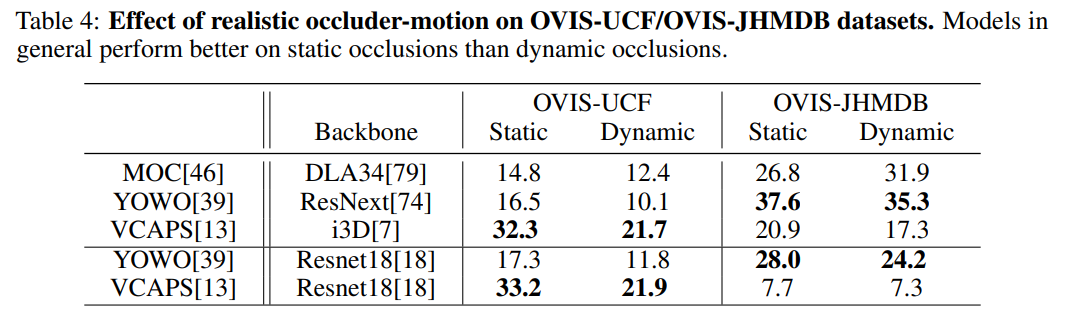 Table 4: Effect of realistic occluder-motion on OVIS-UCF/OVIS-JHMDB datasets. Models in
general perform better on static occlusions than dynamic occlusions.
OVIS-UCF OVIS-JHMDB
Backbone Static Dynamic Static Dynamic
MOC[46] DLA34[79] 14.8 12.4 26.8 31.9
YOWO[39] ResNext[74] 16.5 10.1 37.6 35.3
VCAPS[13] i3D[7] 32.3 21.7 20.9 17.3
YOWO[39] Resnet18[18] 17.3 11.8 28.0 24.2
VCAPS[13] Resnet18[18] 33.2 21.9 7.7 7.3